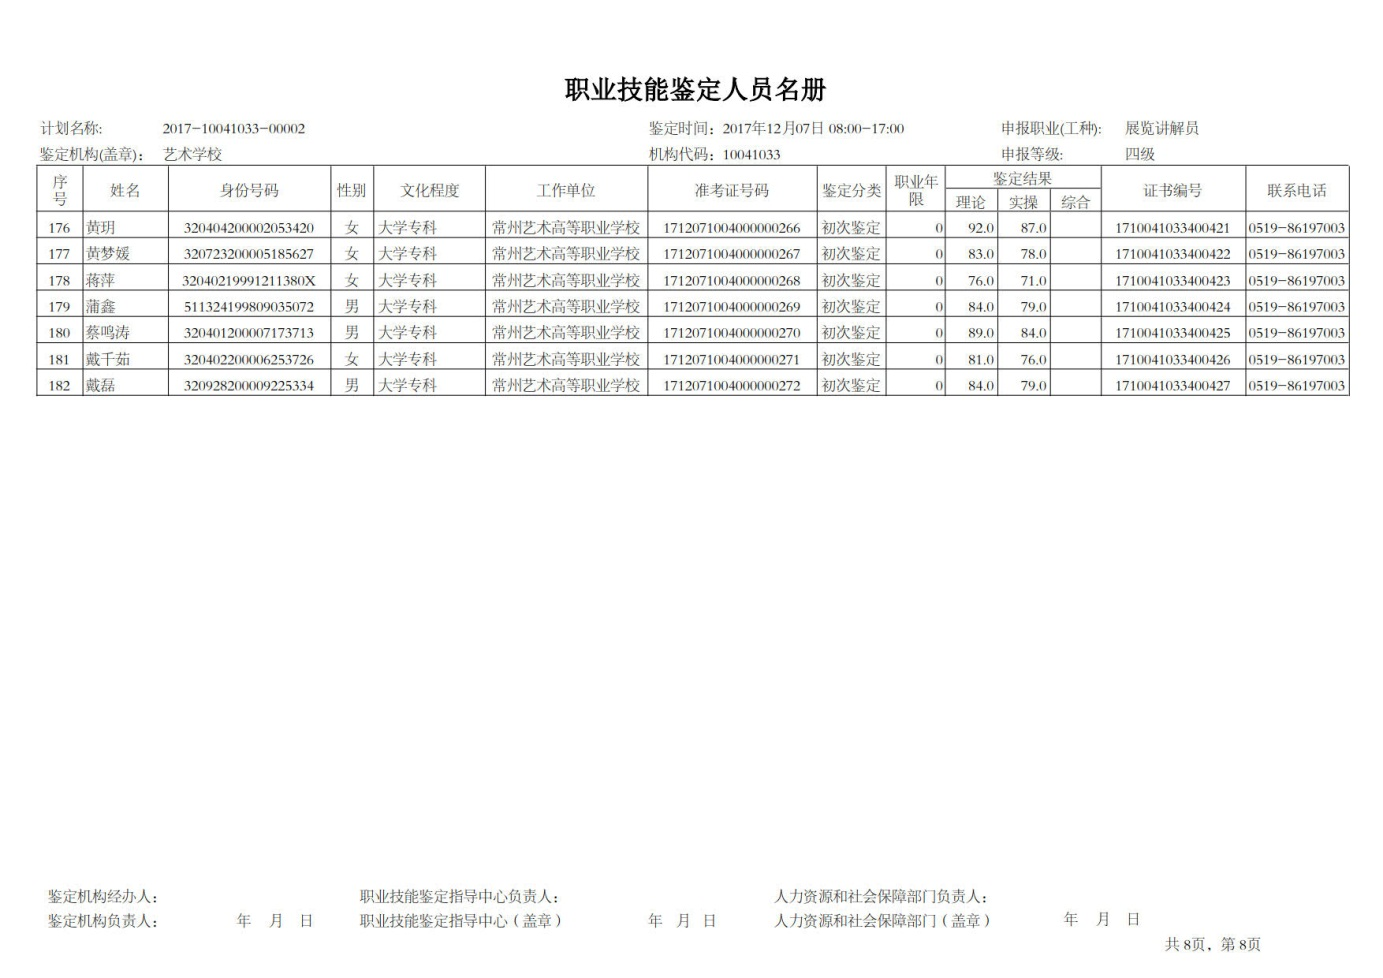 职业技能鉴定人员名册
计划名称: 2017-10041033-00002 鉴定时间: 2017年12月07日 08:00-17:00 申报职业(工种): 展览讲解员
鉴定机构(盖章): 艺术学校 机构代码: 10041033 申报等级: 四级
序号 姓名 身份号码 性别 文化程度 工作单位 准考证号码 鉴定分类 职业年限 鉴定结果 证书编号 联系电话
理论 实操 综合
176 黄玥 320404200002053420 女 大学专科 常州艺术高等职业学校 1712071004000000266 初次鉴定 0 92.0 87.0 1710041033400421 0519-86197003
177 黄梦媛 320723200005185627 女 大学专科 常州艺术高等职业学校 1712071004000000267 初次鉴定 0 83.0 78.0 1710041033400422 0519-86197003
178 蒋萍 32040219991211380X 女 大学专科 常州艺术高等职业学校 1712071004000000268 初次鉴定 0 76.0 71.0 1710041033400423 0519-86197003
179 蒲鑫 511324199809035072 男 大学专科 常州艺术高等职业学校 1712071004000000269 初次鉴定 0 84.0 79.0 1710041033400424 0519-86197003
180 蔡鸣涛 320401200007173713 男 大学专科 常州艺术高等职业学校 1712071004000000270 初次鉴定 0 89.0 84.0 1710041033400425 0519-86197003
181 戴千茹 320402200006253726 女 大学专科 常州艺术高等职业学校 1712071004000000271 初次鉴定 0 81.0 76.0 1710041033400426 0519-86197003
182 戴磊 320928200009225334 男 大学专科 常州艺术高等职业学校 1712071004000000272 初次鉴定 0 84.0 79.0 1710041033400427 0519-86197003
鉴定机构经办人: 职业技能鉴定指导中心负责人: 人力资源和社会保障部门负责人:
鉴定机构负责人: 年 月 日 职业技能鉴定指导中心(盖章) 年 月 日 人力资源和社会保障部门(盖章) 年 月 日
共 8页, 第 8页